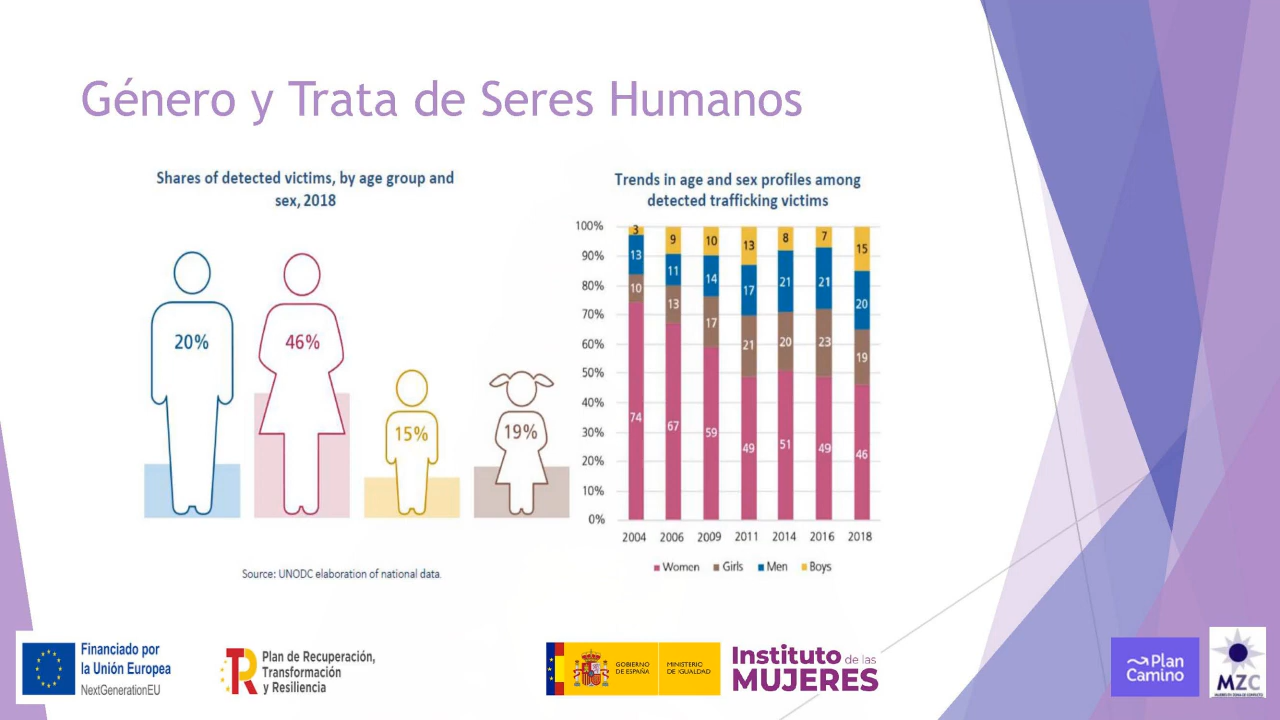 Género y Trata de Seres Humanos
Shares of detected victims, by age group and
sex, 2018
20%
46%
15%
19%
Source: UNODC elaboration of national data.
Trends in age and sex profiles among
detected trafficking victims
100%
90%
80%
70%
60%
50%
40%
30%
20%
10%
0%
3
13
10
74
9
11
13
67
10
14
17
59
13
17
21
49
8
21
20
51
7
21
23
49
15
20
19
46
2004 2006 2009 2011 2014 2016 2018
Women Girls Men Boys
Financiado por
la Unión Europea
NextGenerationEU
Plan de Recuperación,
Transformación
y Resiliencia
GOBIERNO
DE ESPAÑA
MINISTERIO
DE IGUALDAD
Instituto de las
MUJERES
Plan
Camino
MZC
MUJERES EN ZONA DE CONFLICTO